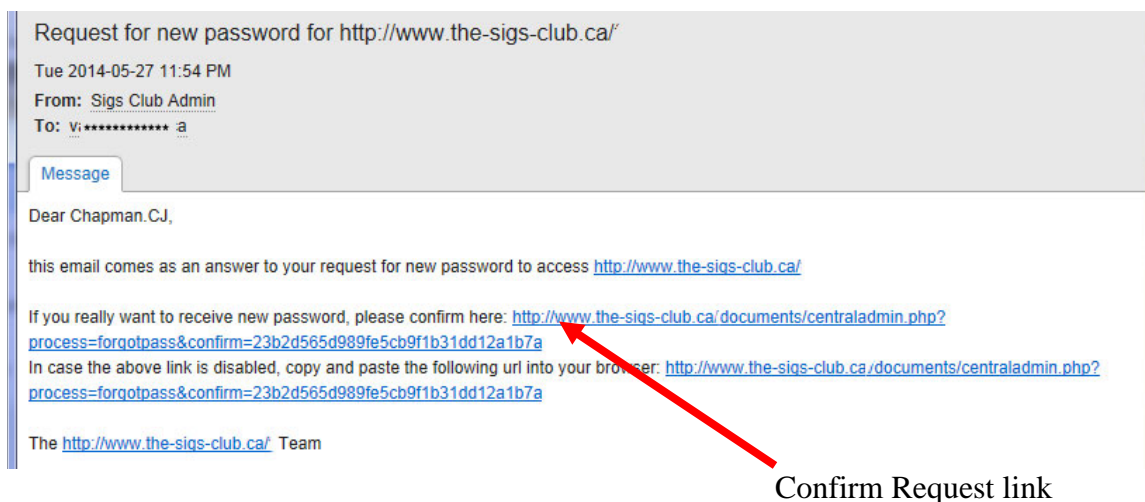 Request for new password for http://www.the-sigs-club.ca/
Tue 2014-05-27 11:54 PM
From: Sigs Club Admin
To: vi************ a
Message
Dear Chapman.CJ,
this email comes as an answer to your request for new password to access http://www.the-sigs-club.ca/
If you really want to receive new password, please confirm here: http://www.the-sigs-club.ca/documents/centraladmin.php?
process=forgotpass&confirm=23b2d565d989fe5cb9f1b31dd12a1b7a
In case the above link is disabled, copy and paste the following url into your browser: http://www.the-sigs-club.ca/documents/centraladmin.php?
process=forgotpass&confirm=23b2d565d989fe5cb9f1b31dd12a1b7a
The http://www.the-sigs-club.ca/ Team
Confirm Request link